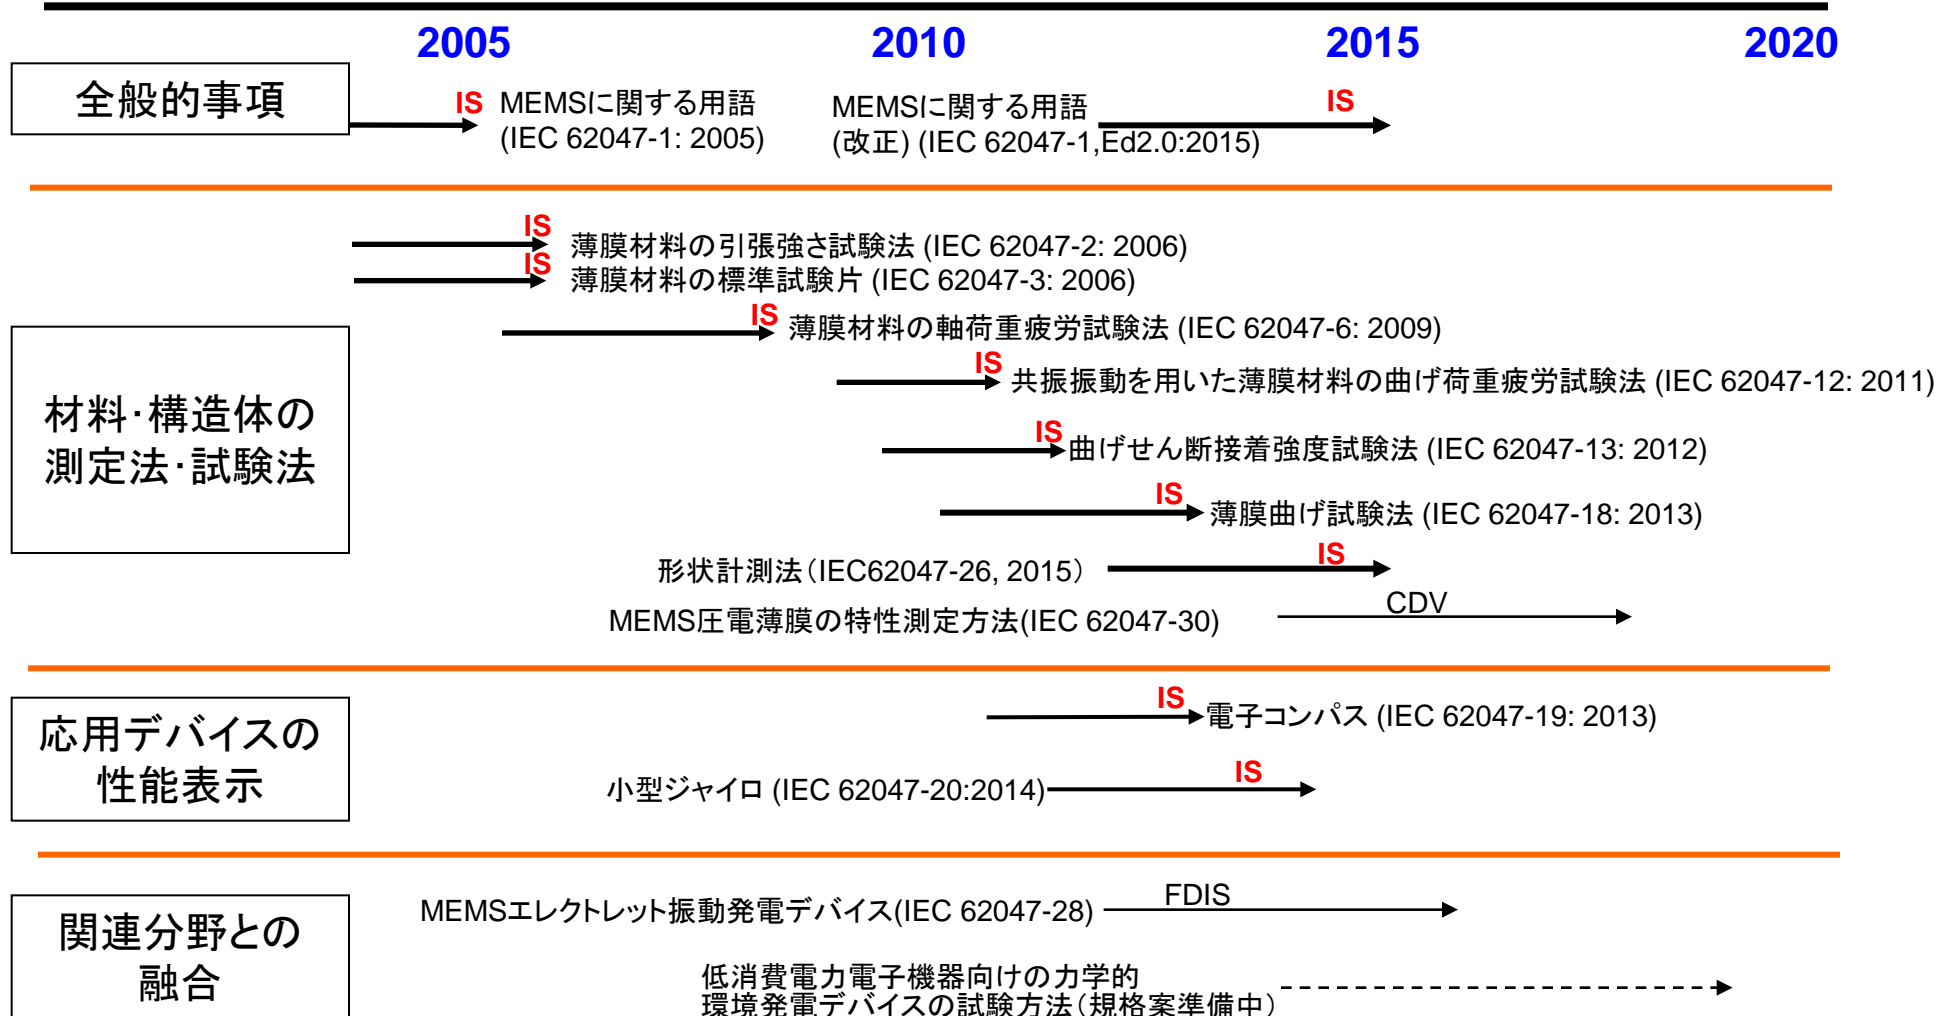 2005 2010 2015 2020
全般的事項
IS MEMSに関する用語
(IEC 62047-1: 2005)
MEMSに関する用語 IS
(改正) (IEC 62047-1,Ed2.0:2015)
IS
薄膜材料の引張強さ試験法 (IEC 62047-2: 2006)
IS
薄膜材料の標準試験片 (IEC 62047-3: 2006)
IS 薄膜材料の軸荷重疲労試験法 (IEC 62047-6: 2009)
IS
共振振動を用いた薄膜材料の曲げ荷重疲労試験法 (IEC 62047-12: 2011)
材料･構造体の
測定法･試験法
IS
曲げせん断接着強度試験法 (IEC 62047-13: 2012)
IS
薄膜曲げ試験法 (IEC 62047-18: 2013)
IS
形状計測法（IEC62047-26, 2015）
CDV
MEMS圧電薄膜の特性測定方法(IEC 62047-30)
応用デバイスの
性能表示
IS
電子コンパス (IEC 62047-19: 2013)
IS
小型ジャイロ (IEC 62047-20:2014)
関連分野との
融合
FDIS
MEMSエレクトレット振動発電デバイス(IEC 62047-28)
低消費電力電子機器向けの力学的
環境発電デバイスの試験方法（規格案準備中）